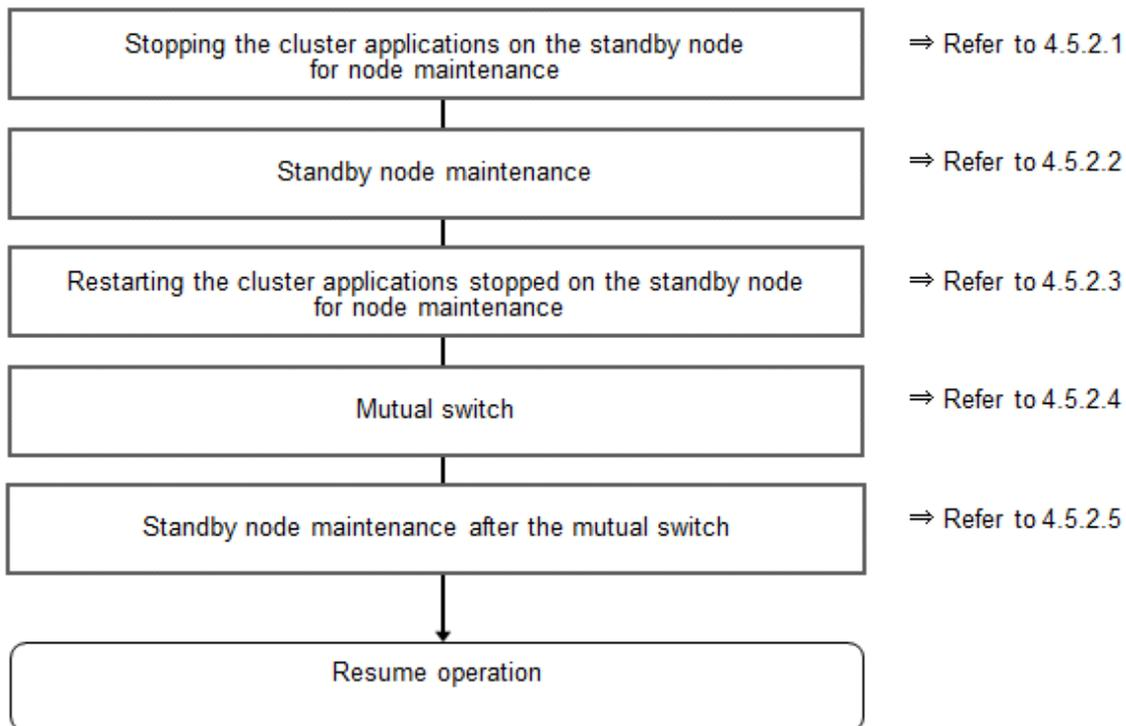 Stopping the cluster applications on the standby node
for node maintenance
⇒ Refer to 4.5.2.1
Standby node maintenance
⇒ Refer to 4.5.2.2
Restarting the cluster applications stopped on the standby node
for node maintenance
⇒ Refer to 4.5.2.3
Mutual switch
⇒ Refer to 4.5.2.4
Standby node maintenance after the mutual switch
⇒ Refer to 4.5.2.5
Resume operation